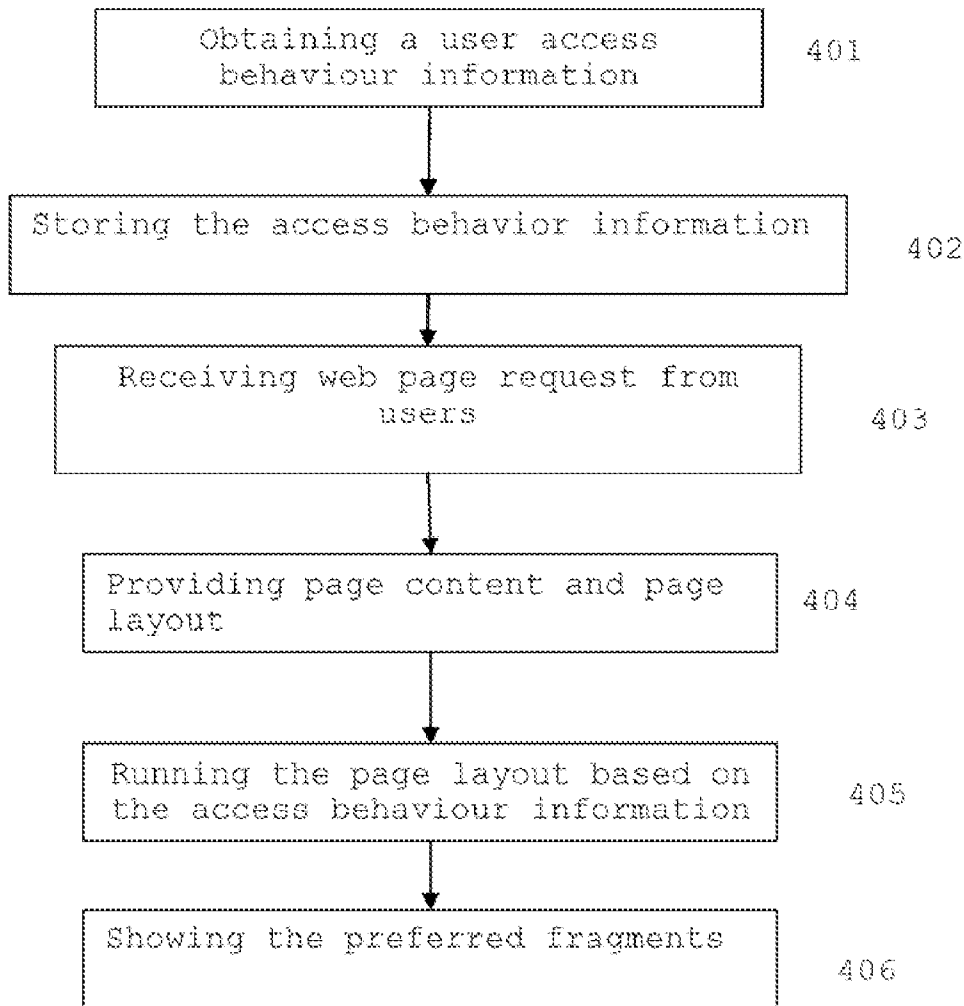 Obtaining a user access
behaviour information
401
Storing the access behavior information
402
Receiving web page request from
users
403
Providing page content and page
layout
404
Running the page layout based on
the access behaviour information
405
Showing the preferred fragments
406